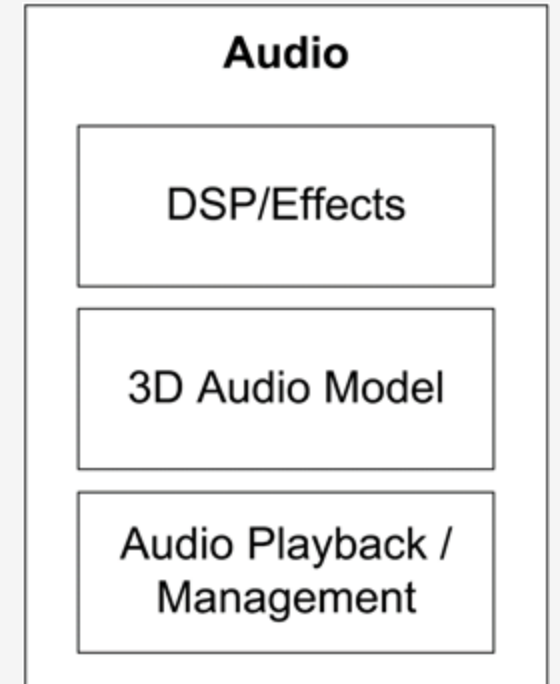 Audio
DSP/Effects
3D Audio Model
Audio Playback /
Management